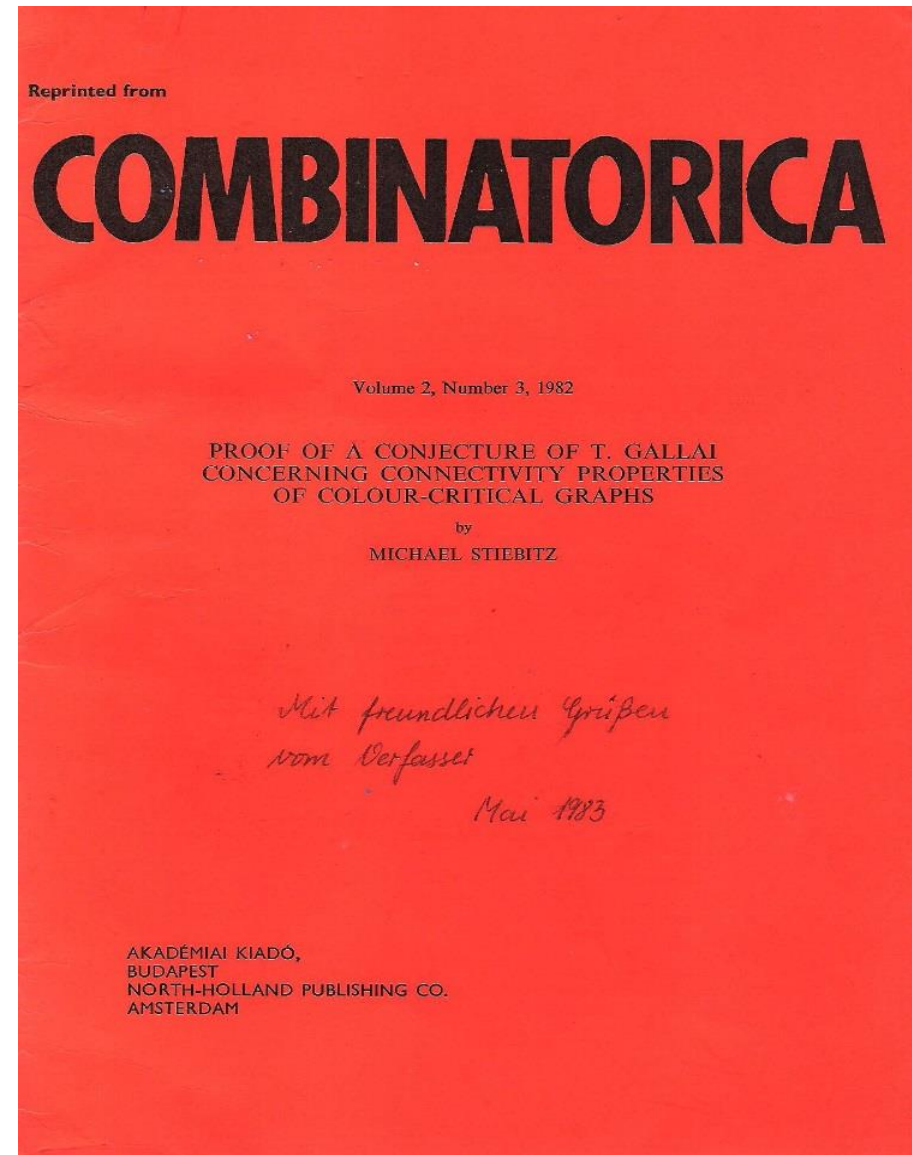 Reprinted from
COMBINATORICA
Volume 2, Number 3, 1982
PROOF OF A CONJECTURE OF T. GALLAI
CONCERNING CONNECTIVITY PROPERTIES
OF COLOUR-CRITICAL GRAPHS
by
MICHAEL STIEBITZ
Mit freundlichen Grüßen
vom Verfasser
Mai 1983
AKADÉMIAI KIADÓ,
BUDAPEST
NORTH-HOLLAND PUBLISHING CO.
AMSTERDAM